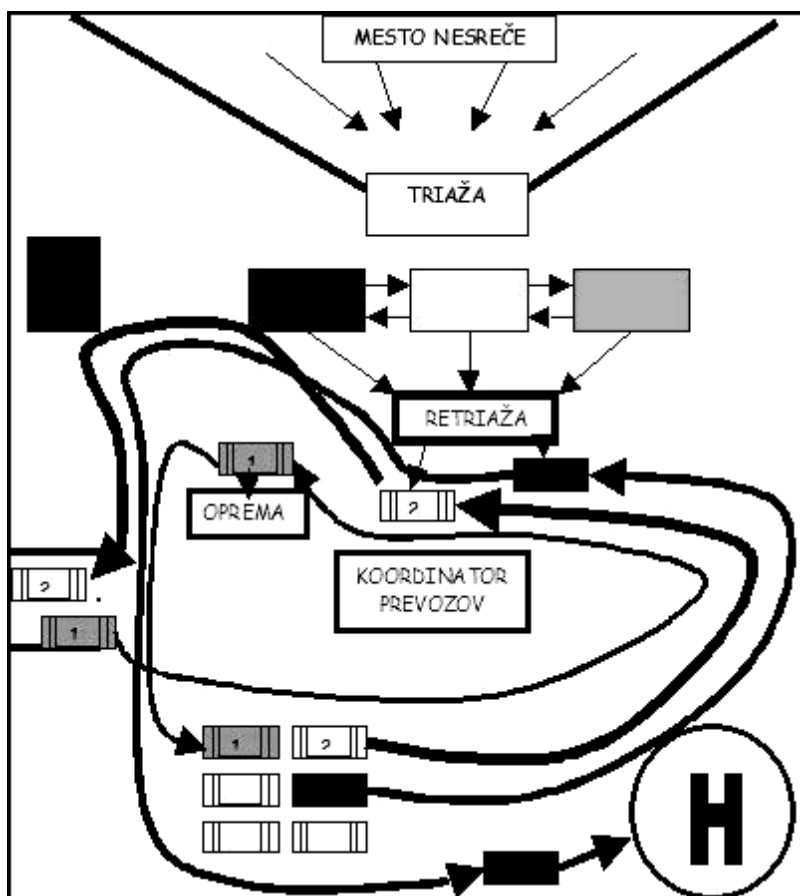 MESTO NESREČE
TRIAŽA
RETRIAŽA
1
2
OPREMA
KOORDINATOR
PREVOZOV
2
1
1
2
H